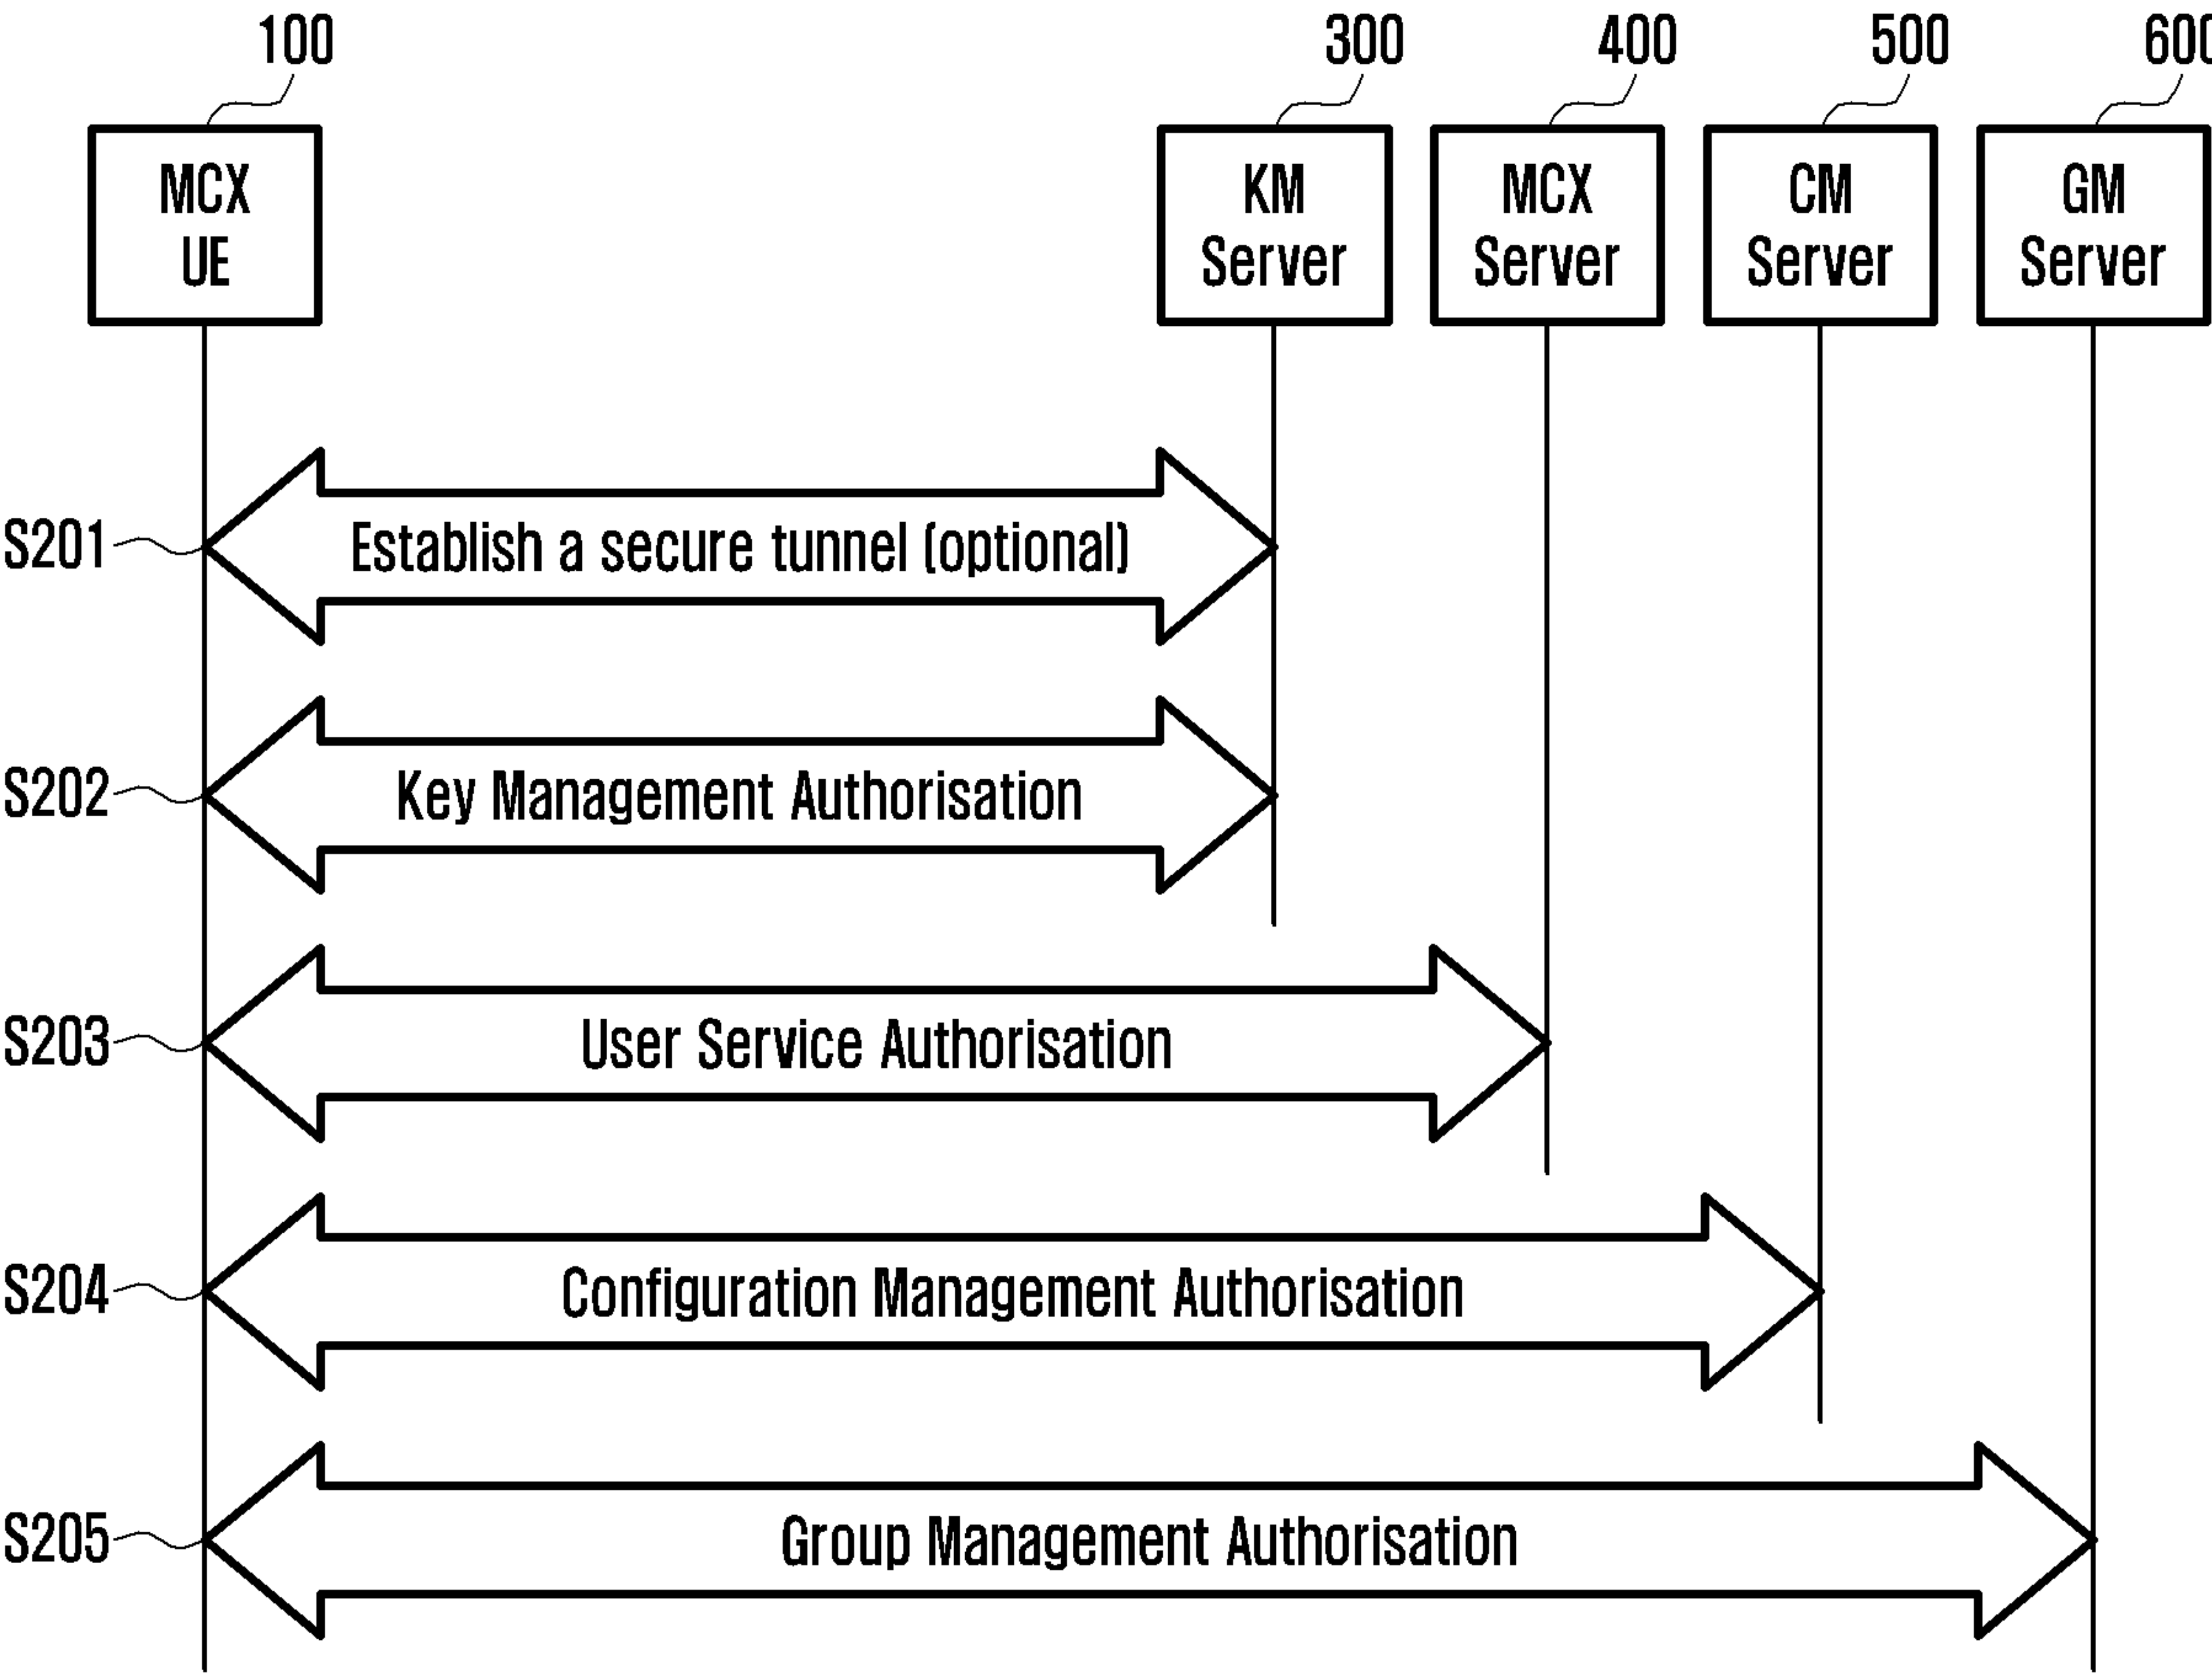 100
300
400
500
600
MCX
UE
KM
Server
MCX
Server
CM
Server
GM
Server
S201
Establish a secure tunnel (optional)
S202
Key Management Authorisation
S203
User Service Authorisation
S204
Configuration Management Authorisation
S205
Group Management Authorisation